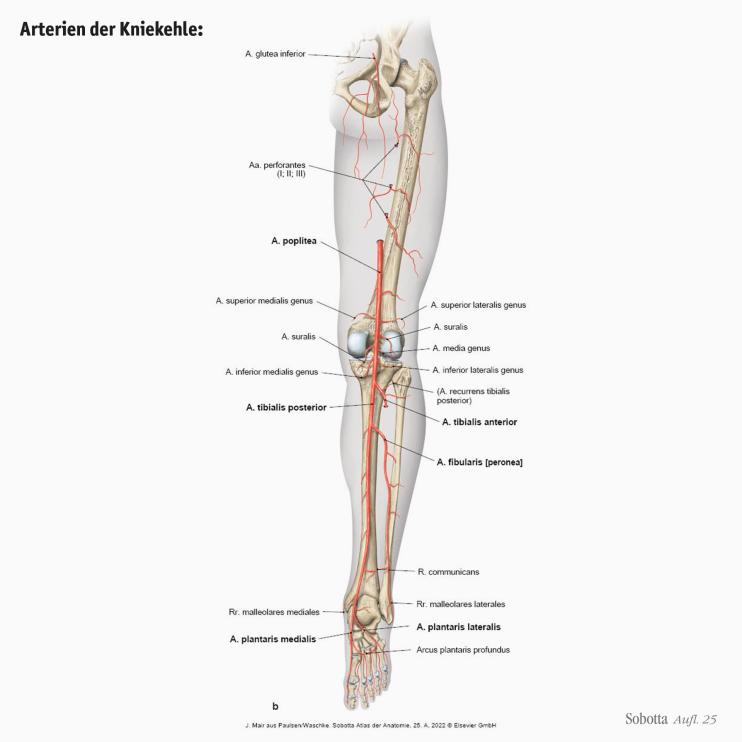 Arterien der Kniekehle:
A. glutea inferior
Aa. perforantes
(I; II; III)
A. poplitea
A. superior medialis genus
A. superior lateralis genus
A. suralis
A. suralis
A. media genus
A. inferior medialis genus
A. inferior lateralis genus
(A. recurrens tibialis
posterior)
A. tibialis posterior
A. tibialis anterior
A. fibularis [peronea]
R. communicans
Rr. malleolares mediales
Rr. malleolares laterales
A. plantaris lateralis
A. plantaris medialis
Arcus plantaris profundus
b
J. Mair aus Paulsen/Waschke, Sobotta Atlas der Anatomie, 25. A. 2022 © Elsevier GmbH
Sobotta Aufl. 25